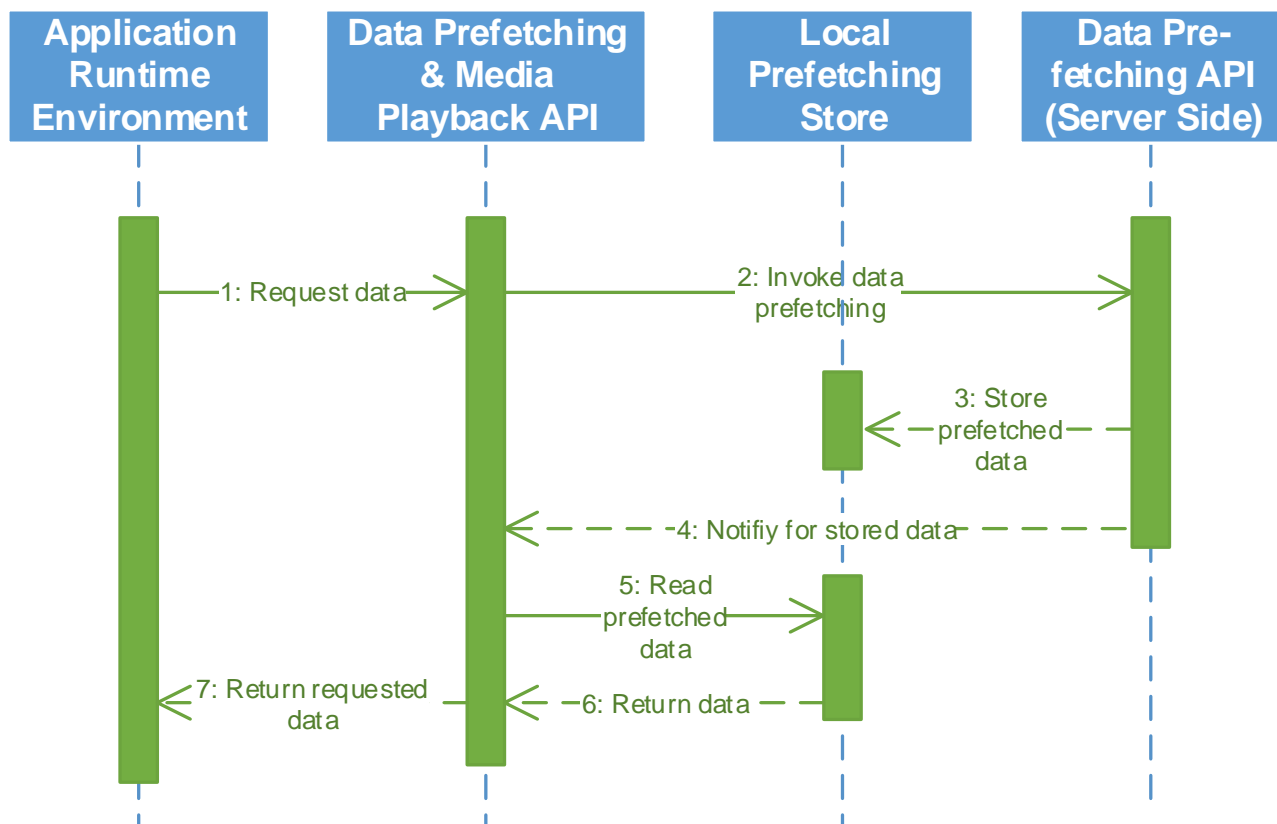 Application
Runtime
Environment
Data Prefetching
& Media
Playback API
Local
Prefetching
Store
Data Pre-
fetching API
(Server Side)
1: Request data
2: Invoke data
prefetching
3: Store
prefetched
data
4: Notifiy for stored data
5: Read
prefetched
data
6: Return data
7: Return requested
data